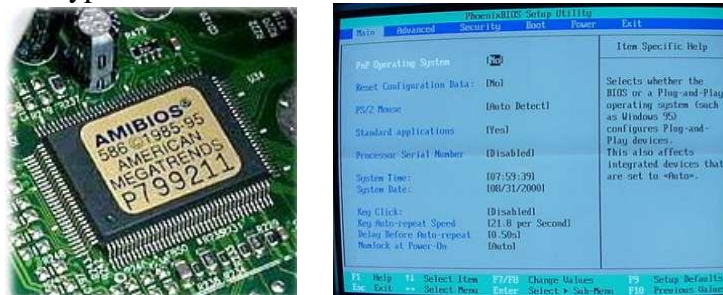 R479
U34
AMIBIOS®
586 ©1985-95
AMERICAN
MEGATRENDS
P799211
PhoenixBIOS Setup Utility
Main Advanced Security Boot Power Exit
Item Specific Help
PnP Operating System [No]
Reset Configuration Data: [No]
PS/2 Mouse [Auto Detect]
Standard applications [Yes]
Processor Serial Number [Disabled]
System Time: [07:59:39]
System Date: [08/31/2000]
Key Click: [Disabled]
Key Auto-repeat Speed [21.8 per Second]
Delay Before Auto-repeat [0.50s]
Numlock at Power-On [Auto]
Selects whether the
BIOS or a Plug-and-Play
operating system (such
as Windows 95)
configures Plug-and-
Play devices.
This also affects
integrated devices that
are set to <Auto>.
F1 Help ↑↓ Select Item F7/F8 Change Values F9 Setup Defaults
Esc Exit ↔ Select Menu Enter Select ▸ Sub-Menu F10 Previous Value